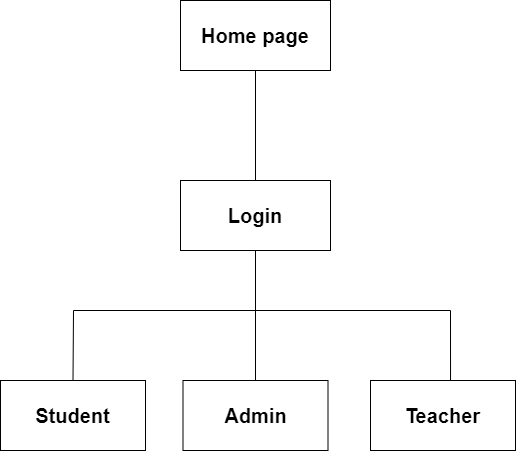 Home page
Login
Student
Admin
Teacher